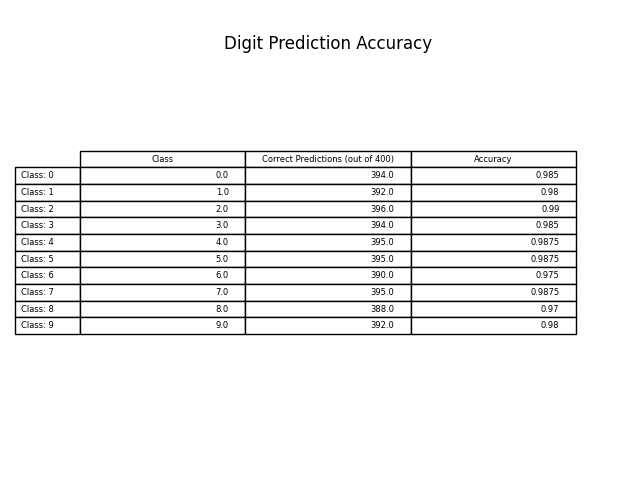 Digit Prediction Accuracy
Class Correct Predictions (out of 400) Accuracy
Class: 0 0.0 394.0 0.985
Class: 1 1.0 392.0 0.98
Class: 2 2.0 396.0 0.99
Class: 3 3.0 394.0 0.985
Class: 4 4.0 395.0 0.9875
Class: 5 5.0 395.0 0.9875
Class: 6 6.0 390.0 0.975
Class: 7 7.0 395.0 0.9875
Class: 8 8.0 388.0 0.97
Class: 9 9.0 392.0 0.98